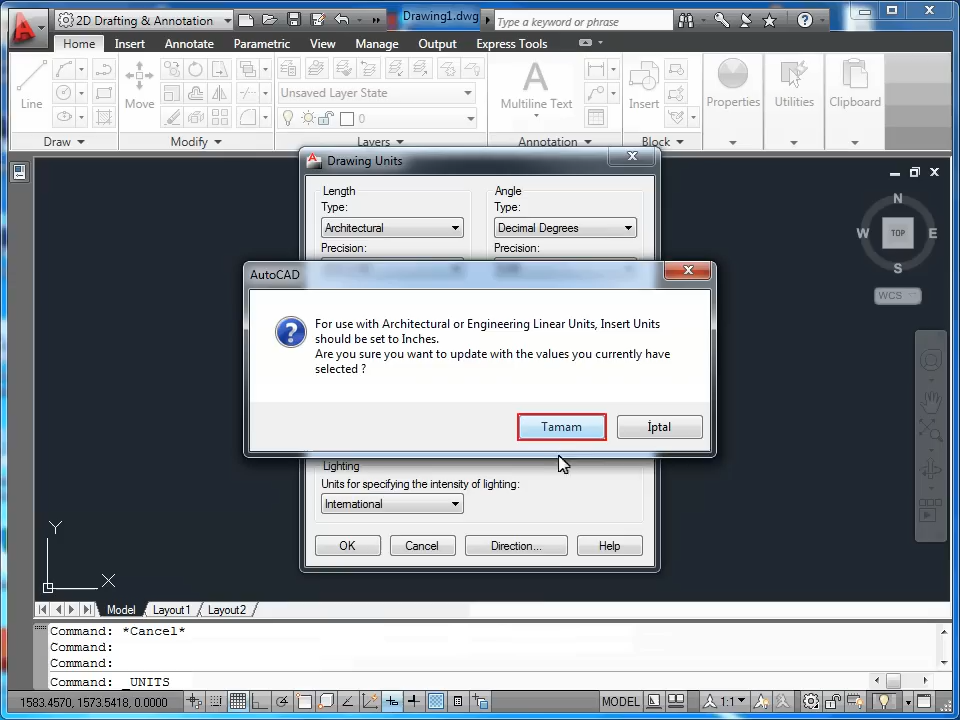 2D Drafting & Annotation
Drawing1.dwg
Type a keyword or phrase
Home Insert Annotate Parametric View Manage Output Express Tools
Line
Move
Unsaved Layer State
0
Multiline Text
Insert
Properties
Utilities
Clipboard
Draw
Modify
Layers
Annotation
Block
Drawing Units
Length
Type:
Architectural
Precision:
Angle
Type:
Decimal Degrees
Precision:
N
W
TOP
E
S
WCS
AutoCAD
For use with Architectural or Engineering Linear Units, Insert Units
should be set to Inches.
Are you sure you want to update with the values you currently have
selected ?
Tamam
İptal
Lighting
Units for specifying the intensity of lighting:
International
OK
Cancel
Direction...
Help
Y
X
Model Layout1 Layout2
Command: *Cancel*
Command:
Command:
Command: _UNITS
1583.4570, 1573.5418, 0.0000
MODEL
1:1